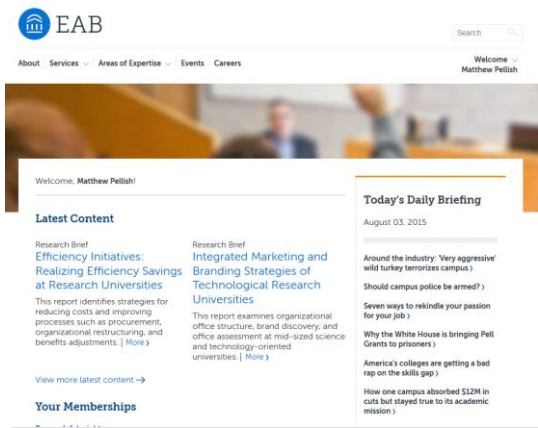 EAB
Search
About Services Areas of Expertise Events Careers
Welcome
Matthew Pellish
Welcome, Matthew Pellish!
Latest Content
Research Brief
Efficiency Initiatives:
Realizing Efficiency Savings
at Research Universities
This report identifies strategies for
reducing costs and improving
processes such as procurement,
organizational restructuring, and
benefits adjustments. | More ›
Research Brief
Integrated Marketing and
Branding Strategies of
Technological Research
Universities
This report examines organizational
office structure, brand discovery, and
office assessment at mid-sized science
and technology-oriented
universities. | More ›
View more latest content →
Your Memberships
Today's Daily Briefing
August 03, 2015
Around the industry: 'Very aggressive'
wild turkey terrorizes campus ›
Should campus police be armed? ›
Seven ways to rekindle your passion
for your job ›
Why the White House is bringing Pell
Grants to prisoners ›
America's colleges are getting a bad
rap on the skills gap ›
How one campus absorbed $12M in
cuts but stayed true to its academic
mission ›